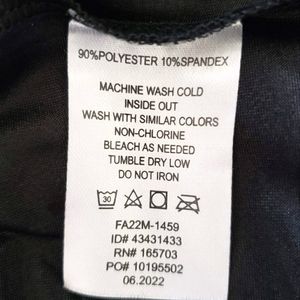 90%POLYESTER 10%SPANDEX
MACHINE WASH COLD
INSIDE OUT
WASH WITH SIMILAR COLORS
NON-CHLORINE
BLEACH AS NEEDED
TUMBLE DRY LOW
DO NOT IRON
30
FA22M-1459
ID# 43431433
RN# 165703
PO# 10195502
06.2022